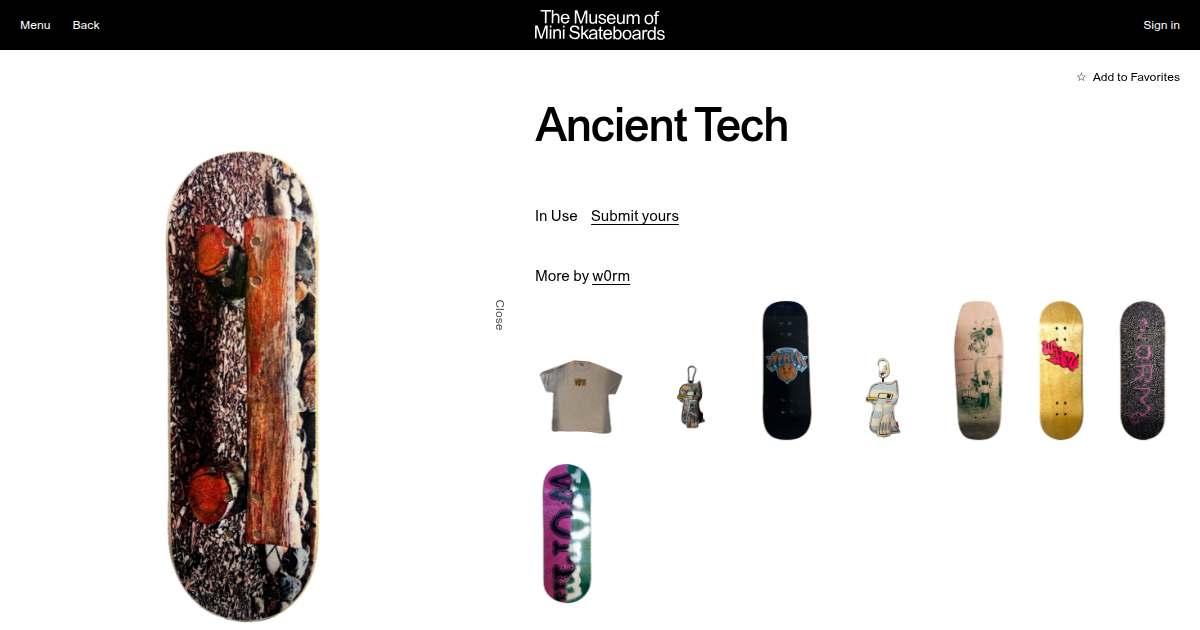 Menu
Back
The Museum of
Mini Skateboards
Sign in
☆ Add to Favorites
Ancient Tech
In Use
Submit yours
More by w0rm
Close